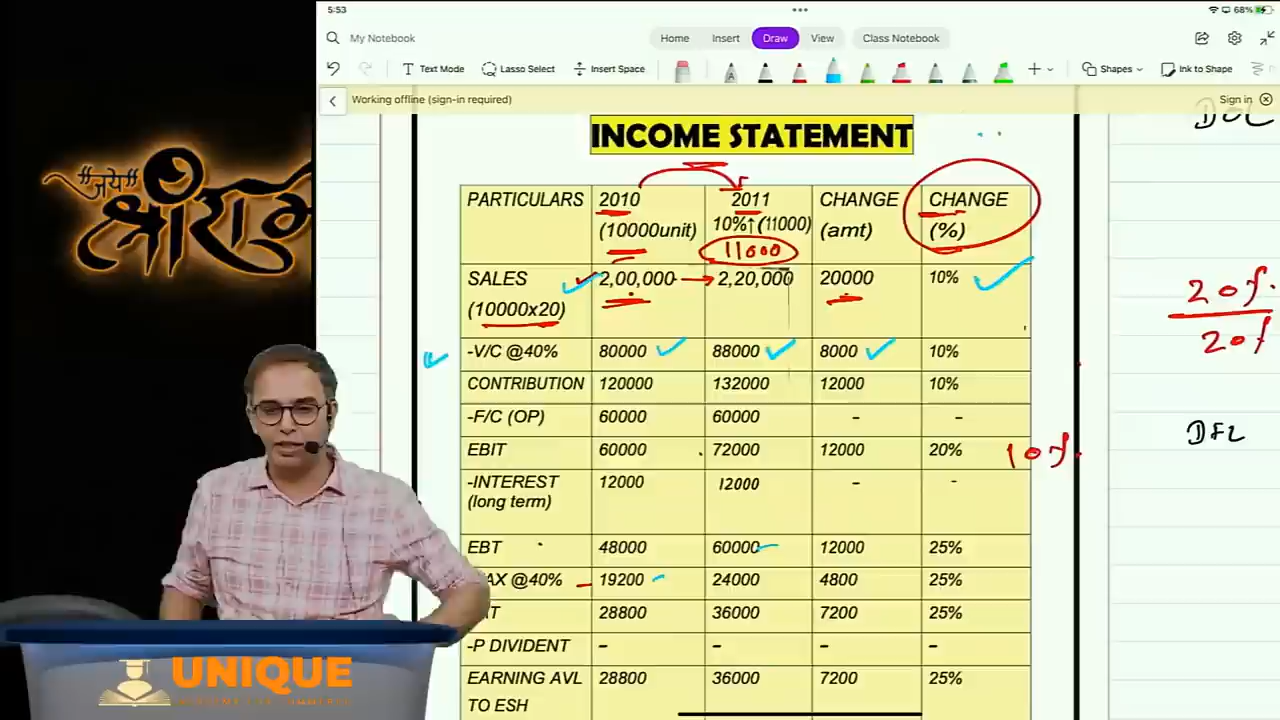 5:53
68%
My Notebook
Home
Insert
Draw
View
Class Notebook
Text Mode
Lasso Select
Insert Space
Shapes
Ink to Shape
Working offline (sign-in required)
Sign in
INCOME STATEMENT
PARTICULARS 2010 (10000unit) 2011 10%↑(11000) 11000 CHANGE (amt) CHANGE (%)
SALES (10000x20) 2,00,000 2,20,000 20000 10%
-V/C @40% 80000 88000 8000 10%
CONTRIBUTION 120000 132000 12000 10%
-F/C (OP) 60000 60000 – –
EBIT 60000 72000 12000 20% 10%
-INTEREST (long term) 12000 12000 – -
EBT 48000 60000 12000 25%
@40% 19200 24000 4800 25%
28800 36000 7200 25%
-P DIVIDENT – – – –
EARNING AVL TO ESH 28800 36000 7200 25%
20%
20%
DFL
#जये#
श्रीराम
UNIQUE